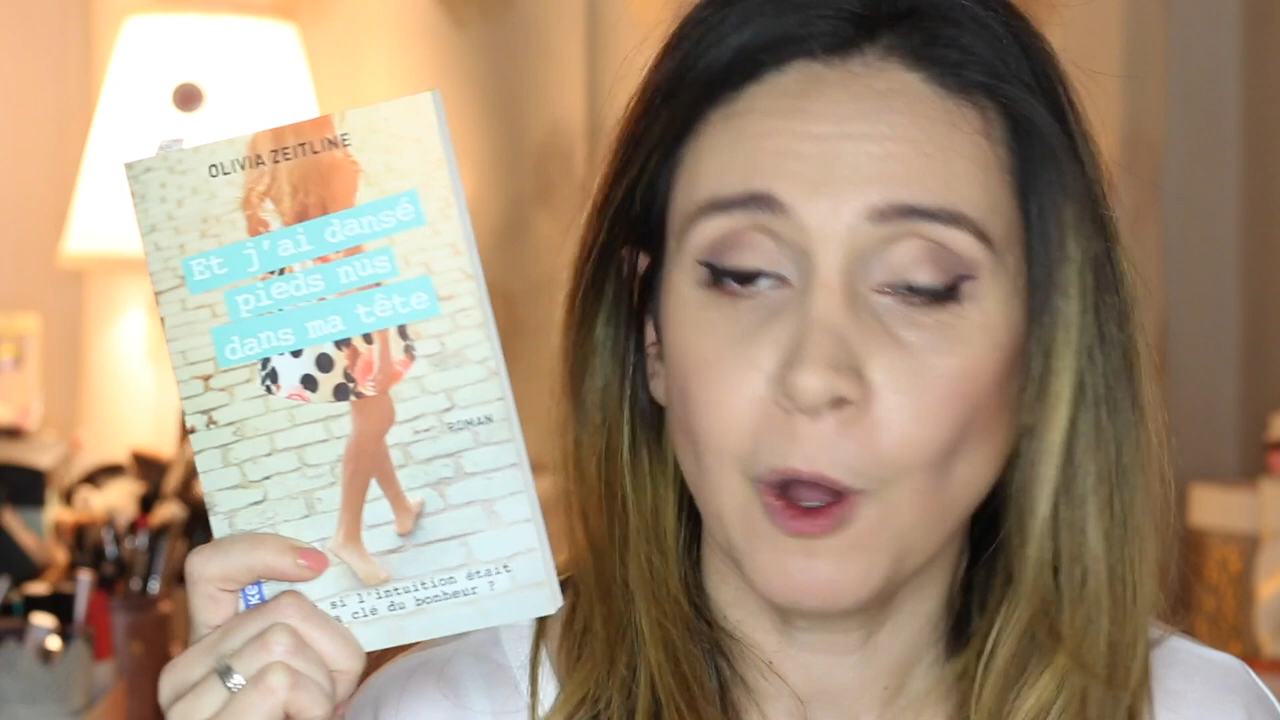 OLIVIA ZEITLINE
Et j'ai dansé
pieds nus
dans ma tête
ROMAN
si l'intuition était
clé du bonheur ?